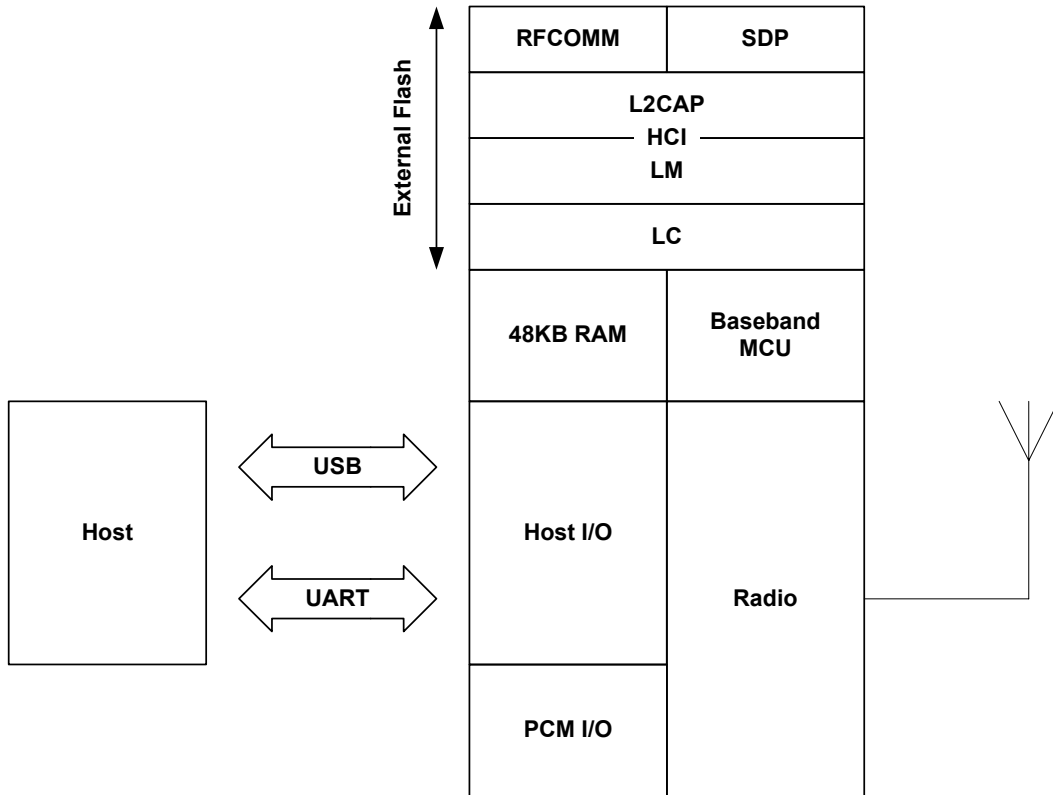 RFCOMM
SDP
External Flash
L2CAP
HCI
LM
LC
48KB RAM
Baseband
MCU
USB
Host
Host I/O
UART
Radio
PCM I/O